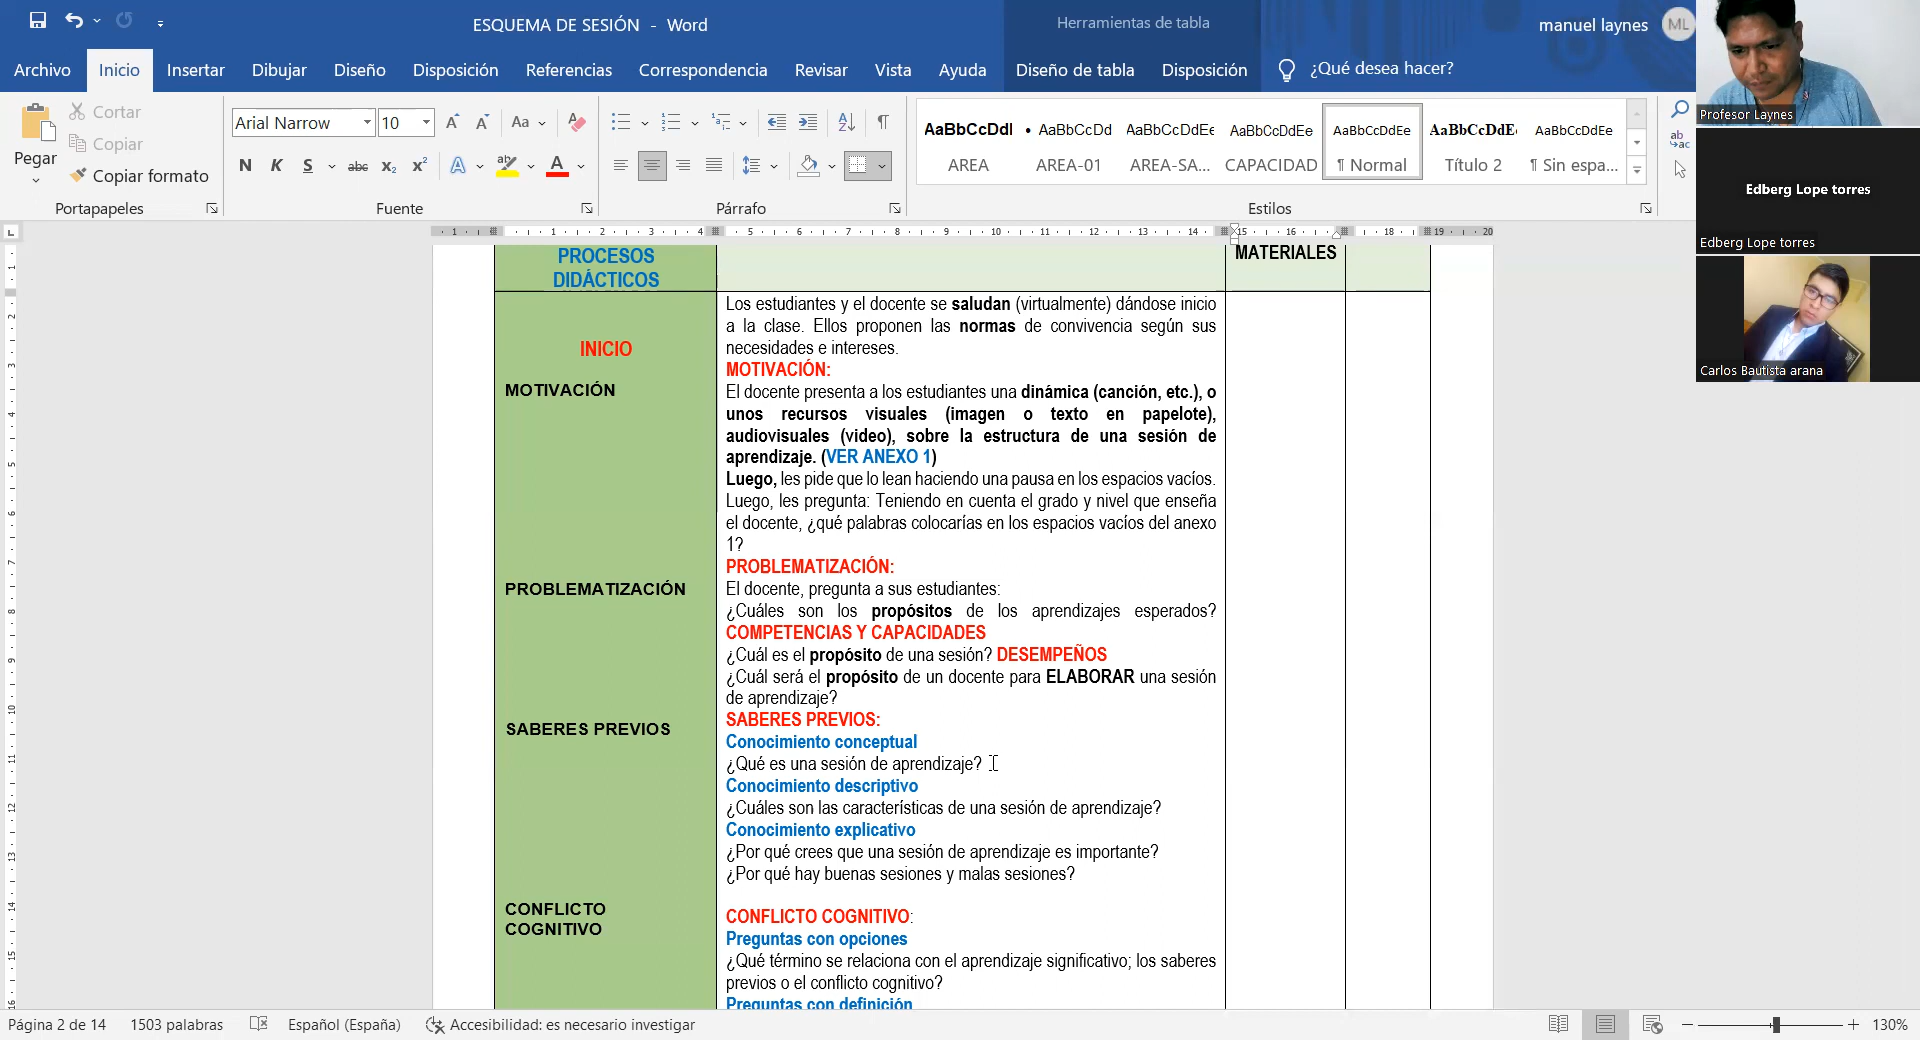 ESQUEMA DE SESIÓN - Word
Herramientas de tabla
manuel laynes
ML
Archivo Inicio Insertar Dibujar Diseño Disposición Referencias Correspondencia Revisar Vista Ayuda Diseño de tabla Disposición ¿Qué desea hacer?
Pegar
Cortar
Copiar
Copiar formato
Portapapeles
Arial Narrow 10
Aa
N K S abc x₂ x² A ab A
Fuente
Párrafo
AaBbCcDdI AaBbCcDd AaBbCcDdEe AaBbCcDdEe AaBbCcDdEe AaBbCcDdE AaBbCcDdEe
AREA AREA-01 AREA-SA... CAPACIDAD ¶ Normal Título 2 ¶ Sin espa...
Estilos
Profesor Laynes
Edberg Lope torres
Edberg Lope torres
Carlos Bautista arana
PROCESOS
DIDÁCTICOS
MATERIALES
INICIO
MOTIVACIÓN
PROBLEMATIZACIÓN
SABERES PREVIOS
CONFLICTO
COGNITIVO
Los estudiantes y el docente se saludan (virtualmente) dándose inicio
a la clase. Ellos proponen las normas de convivencia según sus
necesidades e intereses.
MOTIVACIÓN:
El docente presenta a los estudiantes una dinámica (canción, etc.), o
unos recursos visuales (imagen o texto en papelote),
audiovisuales (video), sobre la estructura de una sesión de
aprendizaje. (VER ANEXO 1)
Luego, les pide que lo lean haciendo una pausa en los espacios vacíos.
Luego, les pregunta: Teniendo en cuenta el grado y nivel que enseña
el docente, ¿qué palabras colocarías en los espacios vacíos del anexo
1?
PROBLEMATIZACIÓN:
El docente, pregunta a sus estudiantes:
¿Cuáles son los propósitos de los aprendizajes esperados?
COMPETENCIAS Y CAPACIDADES
¿Cuál es el propósito de una sesión? DESEMPEÑOS
¿Cuál será el propósito de un docente para ELABORAR una sesión
de aprendizaje?
SABERES PREVIOS:
Conocimiento conceptual
¿Qué es una sesión de aprendizaje?
Conocimiento descriptivo
¿Cuáles son las características de una sesión de aprendizaje?
Conocimiento explicativo
¿Por qué crees que una sesión de aprendizaje es importante?
¿Por qué hay buenas sesiones y malas sesiones?
CONFLICTO COGNITIVO:
Preguntas con opciones
¿Qué término se relaciona con el aprendizaje significativo; los saberes
previos o el conflicto cognitivo?
Preguntas con definición
Página 2 de 14 1503 palabras Español (España) Accesibilidad: es necesario investigar 130%